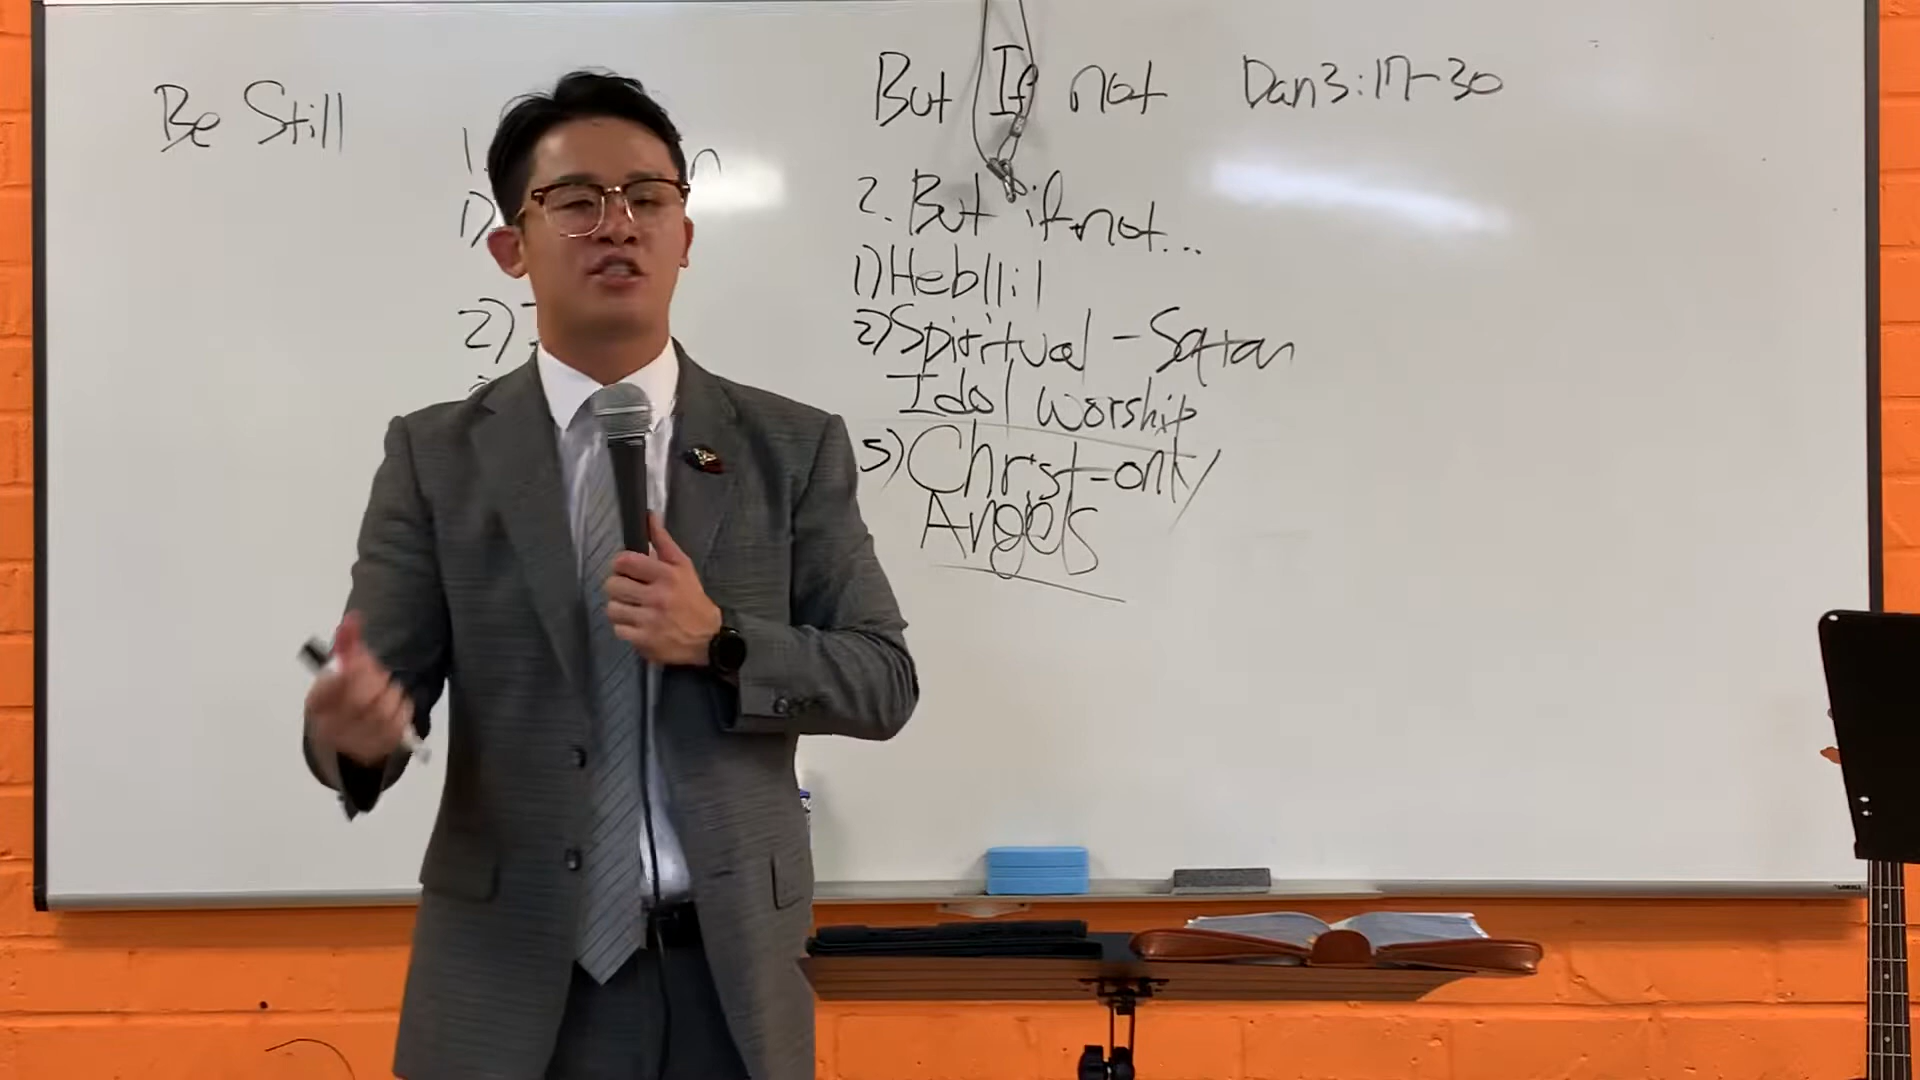 Be Still
But If not Dan3:17-30
1.
1)
2)
2. But if not...
1) Heb11:1
2) Spiritual - Satan
Idol worship
3) Christ-only
Angels